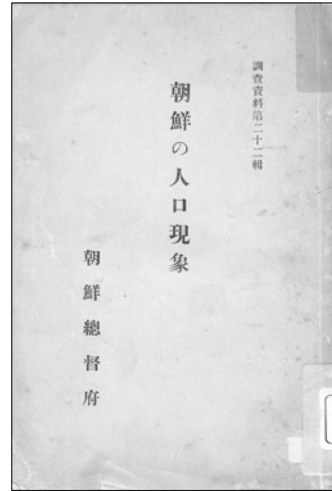 調查資料第二十二輯
朝鮮の人口現象
朝鮮總督府